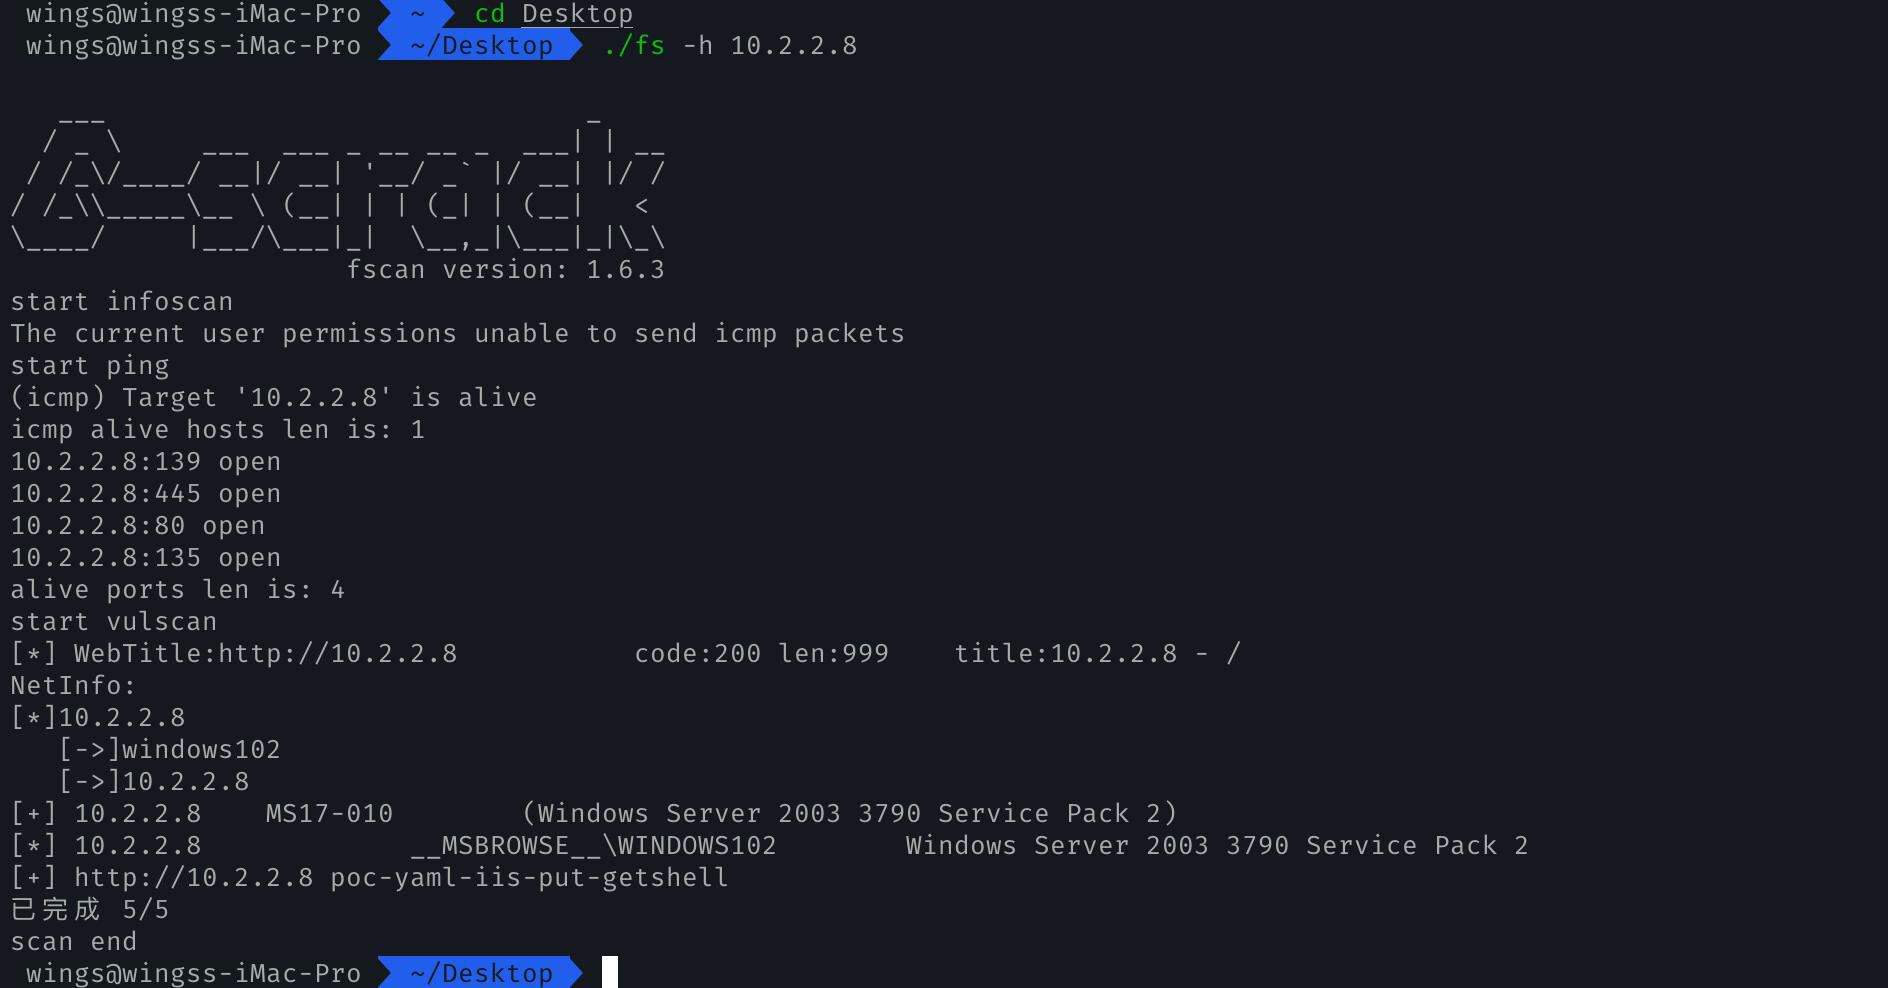 wings@wingss-iMac-Pro ~ cd Desktop
wings@wingss-iMac-Pro ~/Desktop ./fs -h 10.2.2.8
   ___                              _
  / _ \     ___  ___ _ __ __ _  ___| | __
 / /_\/____/ __|/ __| '__/ _` |/ __| |/ /
/ /_\\_____\__ \ (__| | | (_| | (__|   <
\____/     |___/\___|_|  \__,_|\___|_|\_\
                     fscan version: 1.6.3
start infoscan
The current user permissions unable to send icmp packets
start ping
(icmp) Target '10.2.2.8' is alive
icmp alive hosts len is: 1
10.2.2.8:139 open
10.2.2.8:445 open
10.2.2.8:80 open
10.2.2.8:135 open
alive ports len is: 4
start vulscan
[*] WebTitle:http://10.2.2.8           code:200 len:999    title:10.2.2.8 - /
NetInfo:
[*]10.2.2.8
   [->]windows102
   [->]10.2.2.8
[+] 10.2.2.8    MS17-010        (Windows Server 2003 3790 Service Pack 2)
[*] 10.2.2.8             __MSBROWSE__\WINDOWS102        Windows Server 2003 3790 Service Pack 2
[+] http://10.2.2.8 poc-yaml-iis-put-getshell
已完成 5/5
scan end
wings@wingss-iMac-Pro ~/Desktop